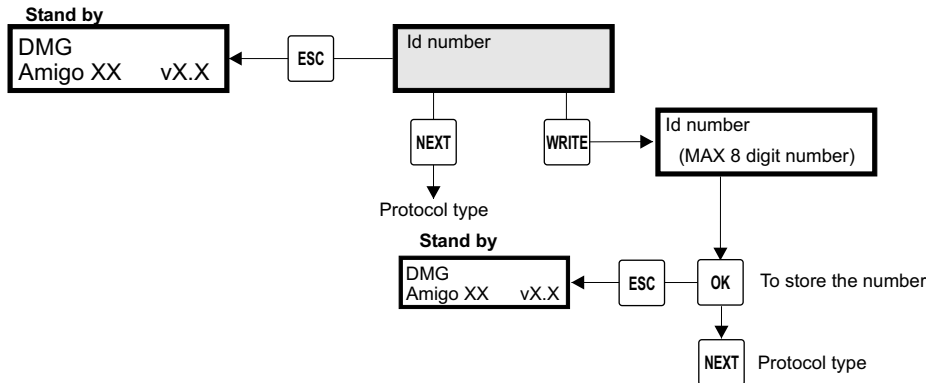 Stand by
DMG
Amigo XX vX.X
ESC
Id number
NEXT
WRITE
Id number
(MAX 8 digit number)
Protocol type
Stand by
DMG
Amigo XX vX.X
ESC
OK
To store the number
NEXT
Protocol type